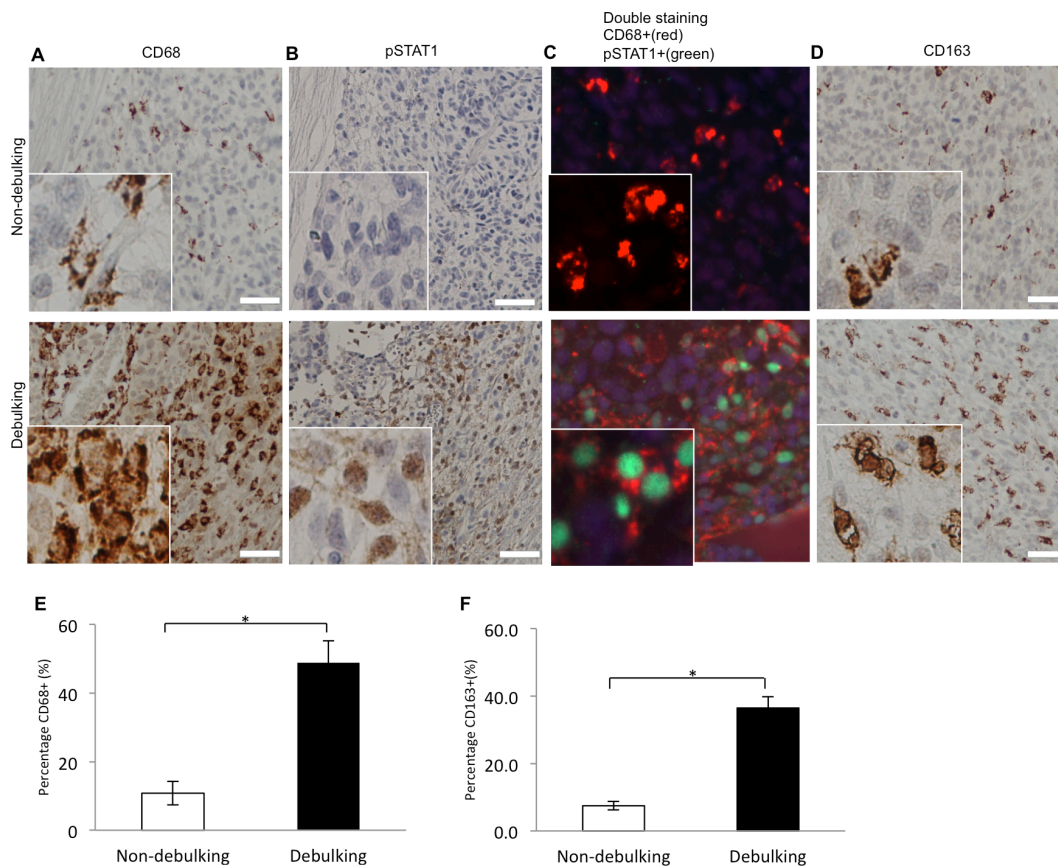 Double staining
CD68+(red)
pSTAT1+(green)
A CD68
B pSTAT1
C
D CD163
Non-debulking
Debulking
E
60
40
20
0
Percentage CD68+ (%)
*
Non-debulking
Debulking
F
60.0
40.0
20.0
0.0
Percentage CD163+(%)
*
Non-debulking
Debulking